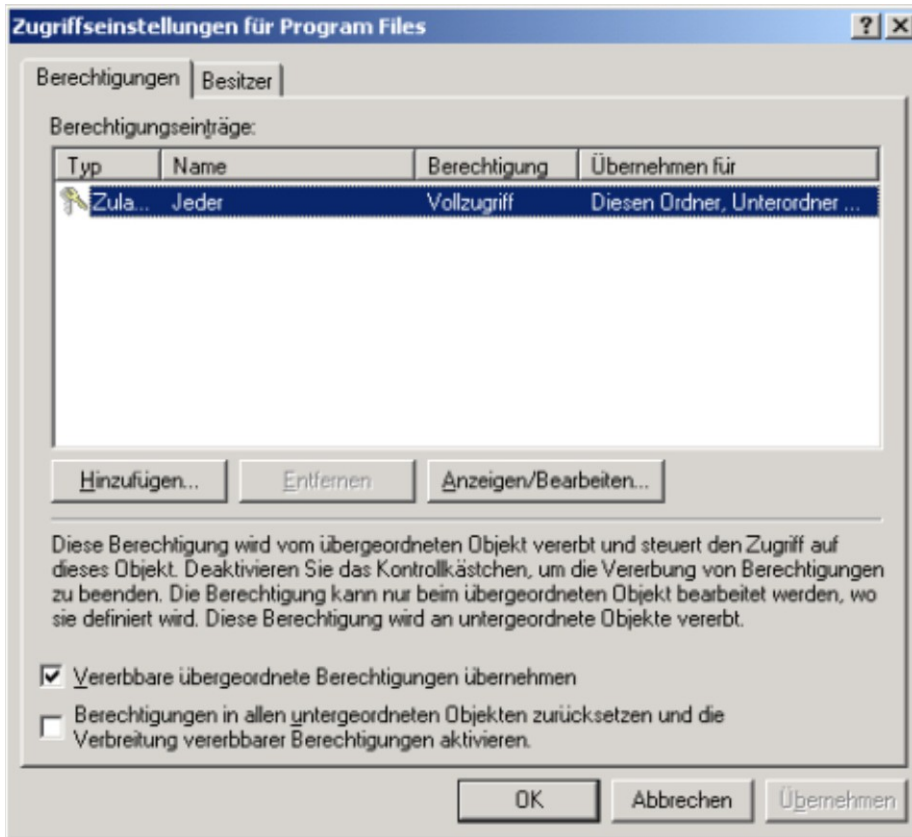 Zugriffseinstellungen für Program Files
Berechtigungen Besitzer
Berechtigungseinträge:
Typ Name Berechtigung Übernehmen für
Zula... Jeder Vollzugriff Diesen Ordner, Unterordner ...
Hinzufügen... Entfernen Anzeigen/Bearbeiten...
Diese Berechtigung wird vom übergeordneten Objekt vererbt und steuert den Zugriff auf
dieses Objekt. Deaktivieren Sie das Kontrollkästchen, um die Vererbung von Berechtigungen
zu beenden. Die Berechtigung kann nur beim übergeordneten Objekt bearbeitet werden, wo
sie definiert wird. Diese Berechtigung wird an untergeordnete Objekte vererbt.
Vererbbare übergeordnete Berechtigungen übernehmen
Berechtigungen in allen untergeordneten Objekten zurücksetzen und die
Verbreitung vererbbarer Berechtigungen aktivieren.
OK Abbrechen Übernehmen